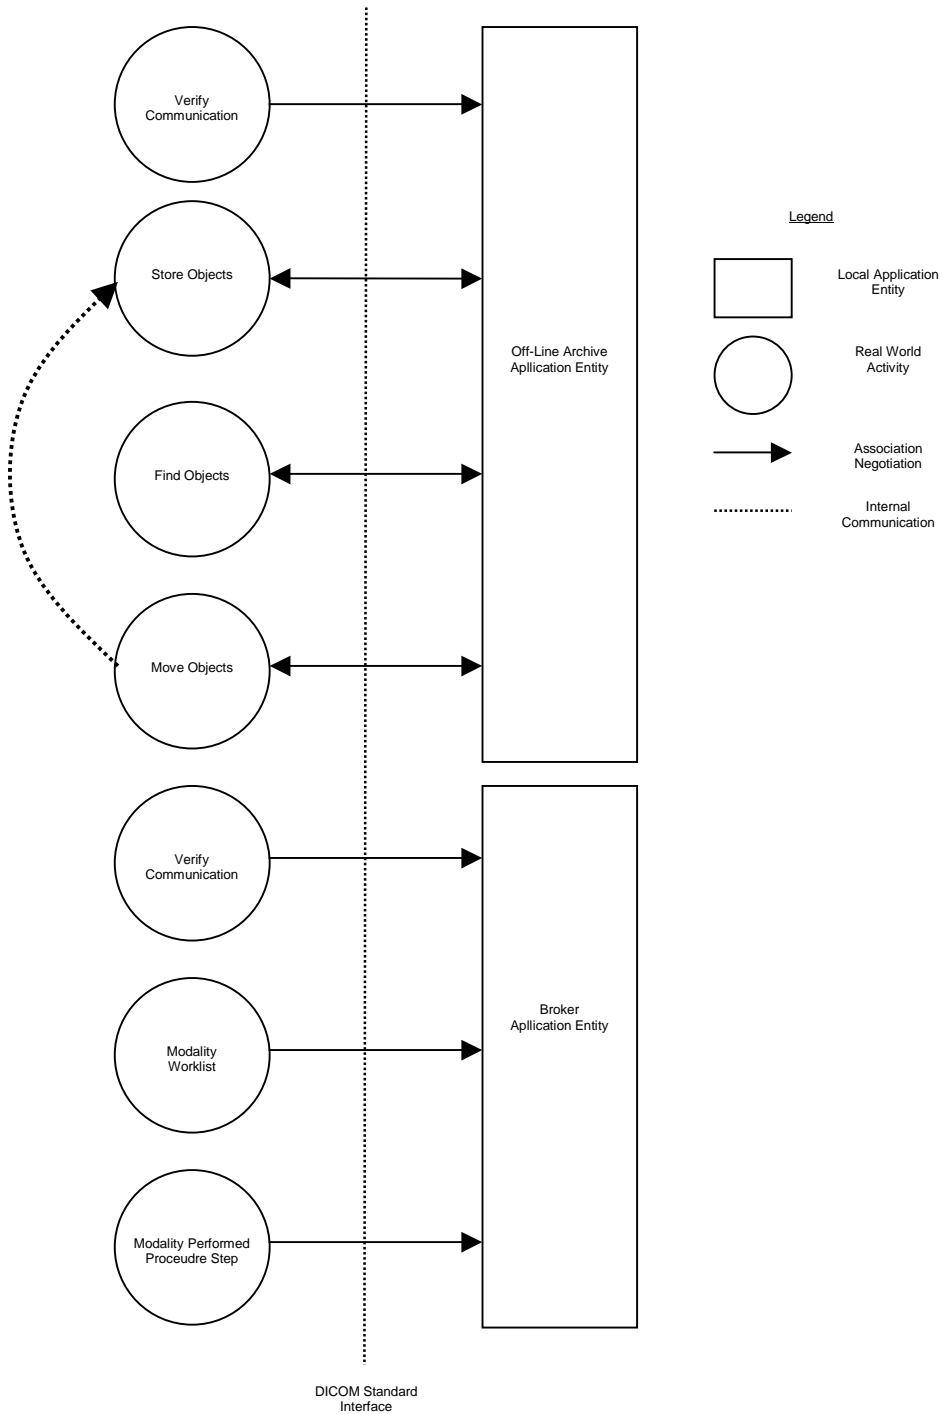 Verify
Communication
Store Objects
Off-Line Archive
Apllication Entity
Find Objects
Move Objects
Verify
Communication
Broker
Apllication Entity
Modality
Worklist
Modality Performed
Proceudre Step
DICOM Standard
Interface
Legend
Local Application
Entity
Real World
Activity
Association
Negotiation
Internal
Communication